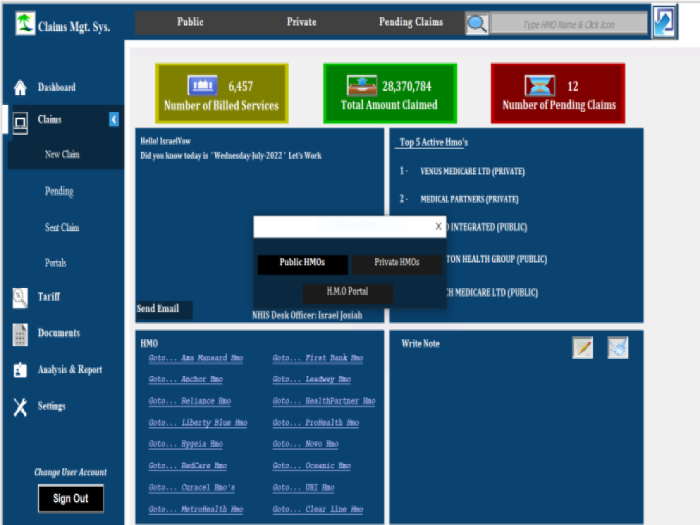 Claims Mgt. Sys.
Public
Private
Pending Claims
Type HMO Name & Click Icon
Dashboard
Claims
New Claim
Pending
Sent Claim
Portals
Tariff
Documents
Analysis & Report
Settings
Change User Account
Sign Out
6,457
Number of Billed Services
28,370,784
Total Amount Claimed
12
Number of Pending Claims
Hello! IsraelVow
Did you know today is "Wednesday-July-2022" Let's Work
Send Email
NHIS Desk Officer: Israel Josiah
Top 5 Active Hmo's
1 - VENUS MEDICARE LTD (PRIVATE)
2 - MEDICAL PARTNERS (PRIVATE)
INTEGRATED (PUBLIC)
TON HEALTH GROUP (PUBLIC)
CH MEDICARE LTD (PUBLIC)
X
Public HMOs
Private HMOs
H.M.O Portal
HMO
Goto... Axa Mansard Hmo
Goto... First Bank Hmo
Goto... Anchor Hmo
Goto... Leadway Hmo
Goto... Reliance Hmo
Goto... HealthPartner Hmo
Goto... Liberty Blue Hmo
Goto... ProHealth Hmo
Goto... Hygeia Hmo
Goto... Novo Hmo
Goto... RedCare Hmo
Goto... Oceanic Hmo
Goto... Curacel Hmo's
Goto... UHI Hmo
Goto... MetroHealth Hmo
Goto... Clear Line Hmo
Write Note